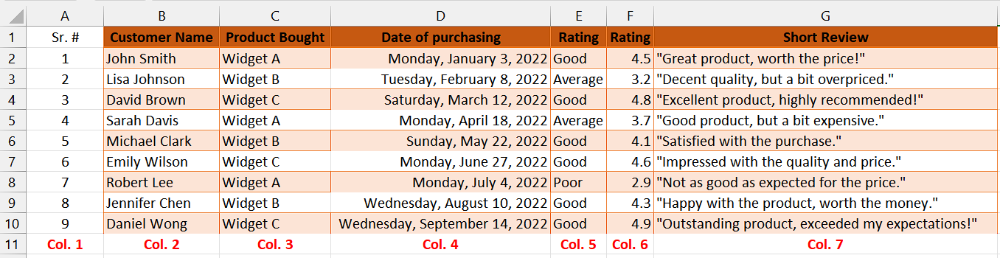 A B C D E F G
1 Sr. # Customer Name Product Bought Date of purchasing Rating Rating Short Review
2 1 John Smith Widget A Monday, January 3, 2022 Good 4.5 "Great product, worth the price!"
3 2 Lisa Johnson Widget B Tuesday, February 8, 2022 Average 3.2 "Decent quality, but a bit overpriced."
4 3 David Brown Widget C Saturday, March 12, 2022 Good 4.8 "Excellent product, highly recommended!"
5 4 Sarah Davis Widget A Monday, April 18, 2022 Average 3.7 "Good product, but a bit expensive."
6 5 Michael Clark Widget B Sunday, May 22, 2022 Good 4.1 "Satisfied with the purchase."
7 6 Emily Wilson Widget C Monday, June 27, 2022 Good 4.6 "Impressed with the quality and price."
8 7 Robert Lee Widget A Monday, July 4, 2022 Poor 2.9 "Not as good as expected for the price."
9 8 Jennifer Chen Widget B Wednesday, August 10, 2022 Good 4.3 "Happy with the product, worth the money."
10 9 Daniel Wong Widget C Wednesday, September 14, 2022 Good 4.9 "Outstanding product, exceeded my expectations!"
11 Col. 1 Col. 2 Col. 3 Col. 4 Col. 5 Col. 6 Col. 7